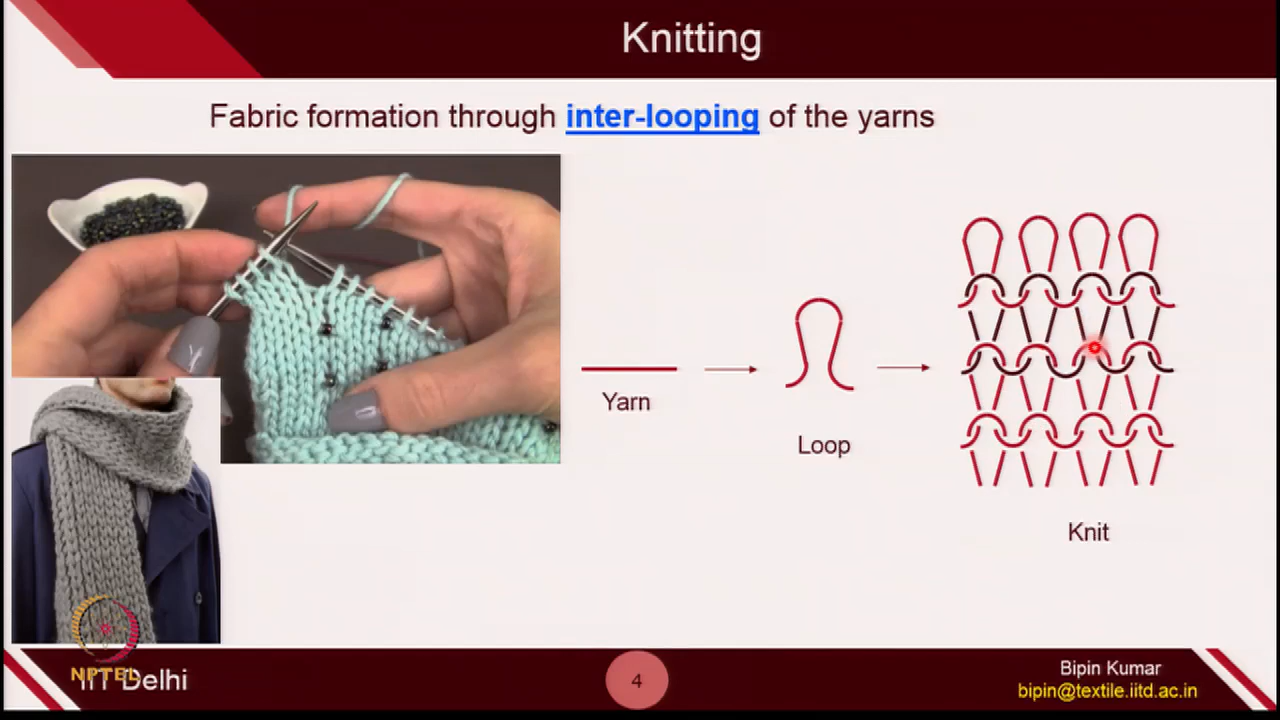 Knitting
Fabric formation through inter-looping of the yarns
Yarn
Loop
Knit
NPTEL
IIT Delhi
4
Bipin Kumar
bipin@textile.iitd.ac.in